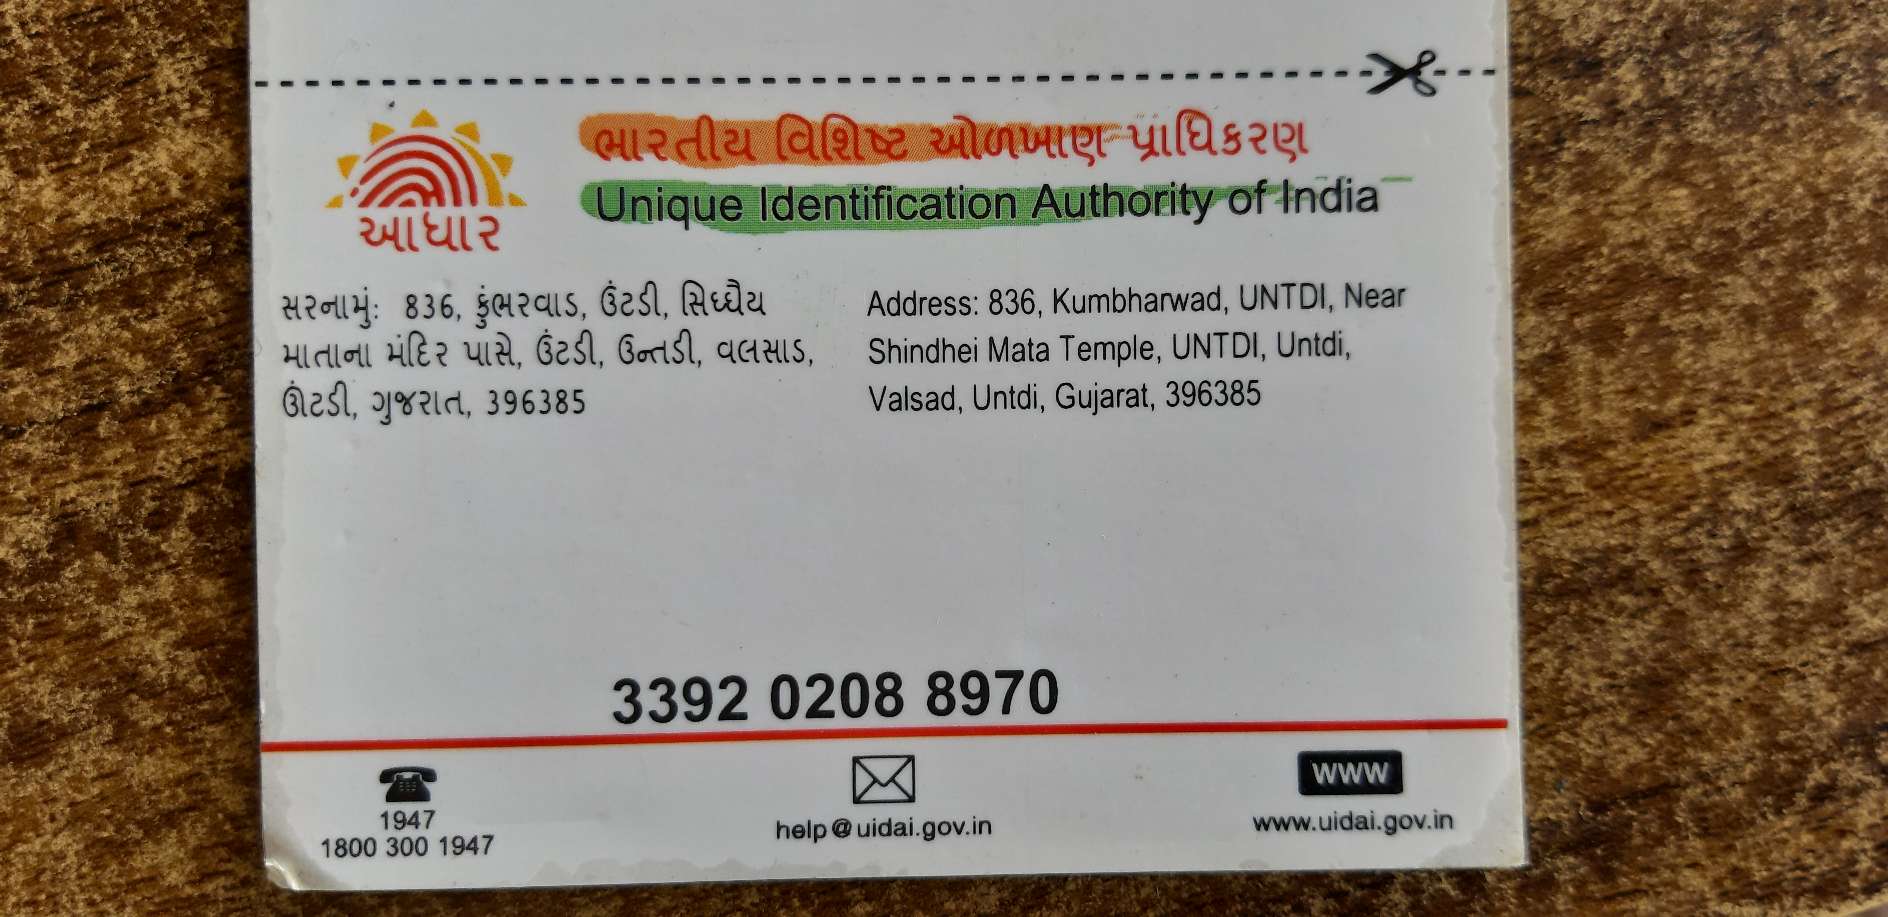 ભારતીય વિશિષ્ટ ઓળખાણ પ્રાધિકરણ
Unique Identification Authority of India
આધાર
સરનામું: 836, કુંભરવાડ, ઉંટડી, સિધ્ધૈય
માતાના મંદિર પાસે, ઉંટડી, ઉન્તડી, વલસાડ,
ઊંટડી, ગુજરાત, 396385
Address: 836, Kumbharwad, UNTDI, Near
Shindhei Mata Temple, UNTDI, Untdi,
Valsad, Untdi, Gujarat, 396385
3392 0208 8970
1947
1800 300 1947
help@uidai.gov.in
WWW
www.uidai.gov.in